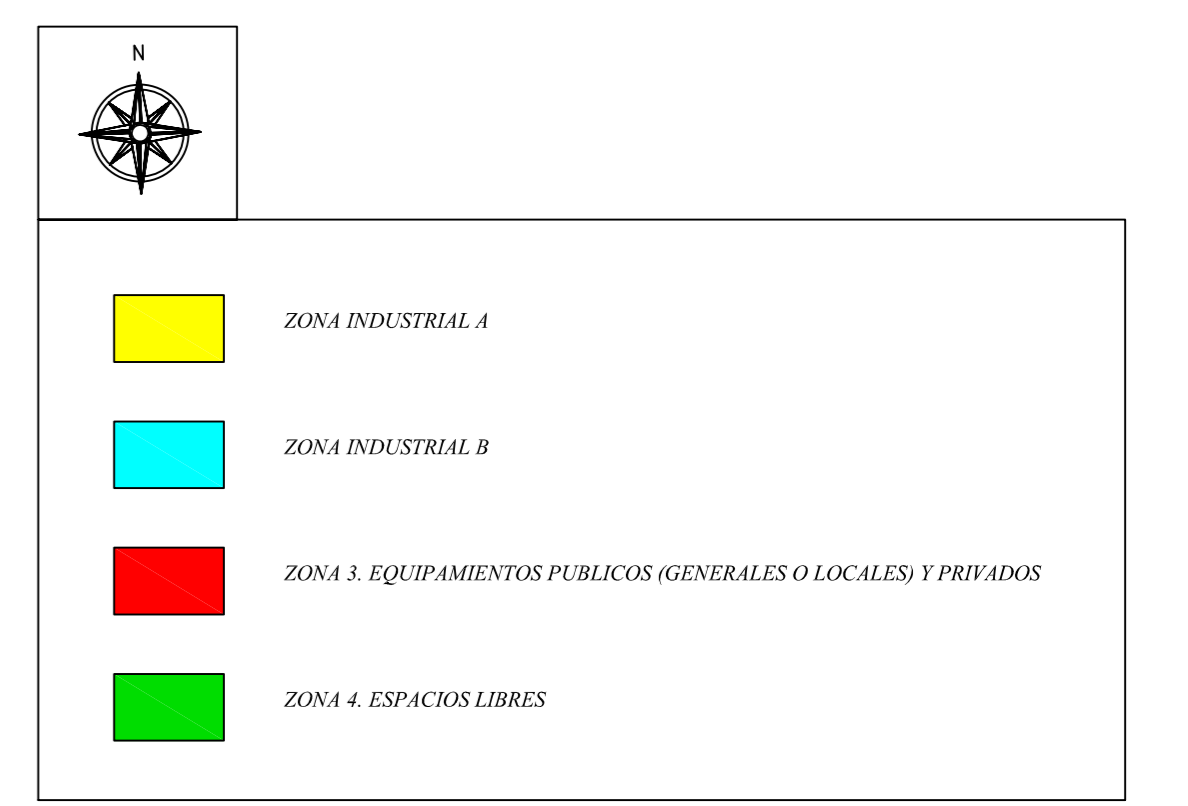 N
ZONA INDUSTRIAL A
ZONA INDUSTRIAL B
ZONA 3. EQUIPAMIENTOS PUBLICOS (GENERALES O LOCALES) Y PRIVADOS
ZONA 4. ESPACIOS LIBRES